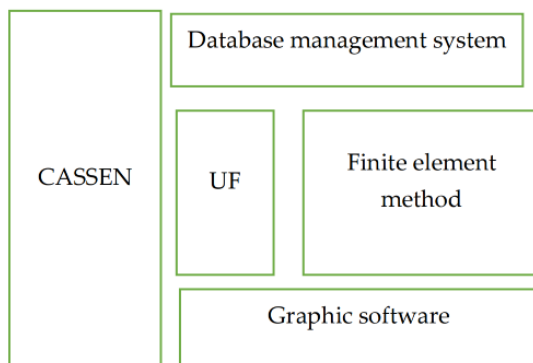 Database management system
CASSEN
UF
Finite element
method
Graphic software